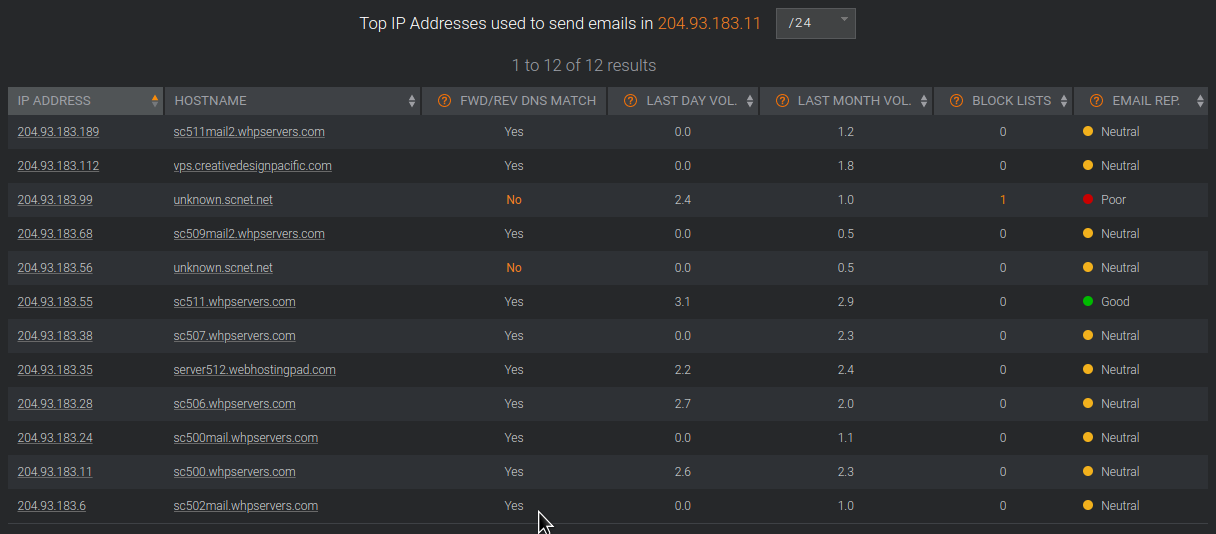 Top IP Addresses used to send emails in 204.93.183.11 /24
1 to 12 of 12 results
IP ADDRESS HOSTNAME FWD/REV DNS MATCH LAST DAY VOL. LAST MONTH VOL. BLOCK LISTS EMAIL REP.
204.93.183.189 sc511mail2.whpservers.com Yes 0.0 1.2 0 Neutral
204.93.183.112 vps.creativedesignpacific.com Yes 0.0 1.8 0 Neutral
204.93.183.99 unknown.scnet.net No 2.4 1.0 1 Poor
204.93.183.68 sc509mail2.whpservers.com Yes 0.0 0.5 0 Neutral
204.93.183.56 unknown.scnet.net No 0.0 0.5 0 Neutral
204.93.183.55 sc511.whpservers.com Yes 3.1 2.9 0 Good
204.93.183.38 sc507.whpservers.com Yes 0.0 2.3 0 Neutral
204.93.183.35 server512.webhostingpad.com Yes 2.2 2.4 0 Neutral
204.93.183.28 sc506.whpservers.com Yes 2.7 2.0 0 Neutral
204.93.183.24 sc500mail.whpservers.com Yes 0.0 1.1 0 Neutral
204.93.183.11 sc500.whpservers.com Yes 2.6 2.3 0 Neutral
204.93.183.6 sc502mail.whpservers.com Yes 0.0 1.0 0 Neutral